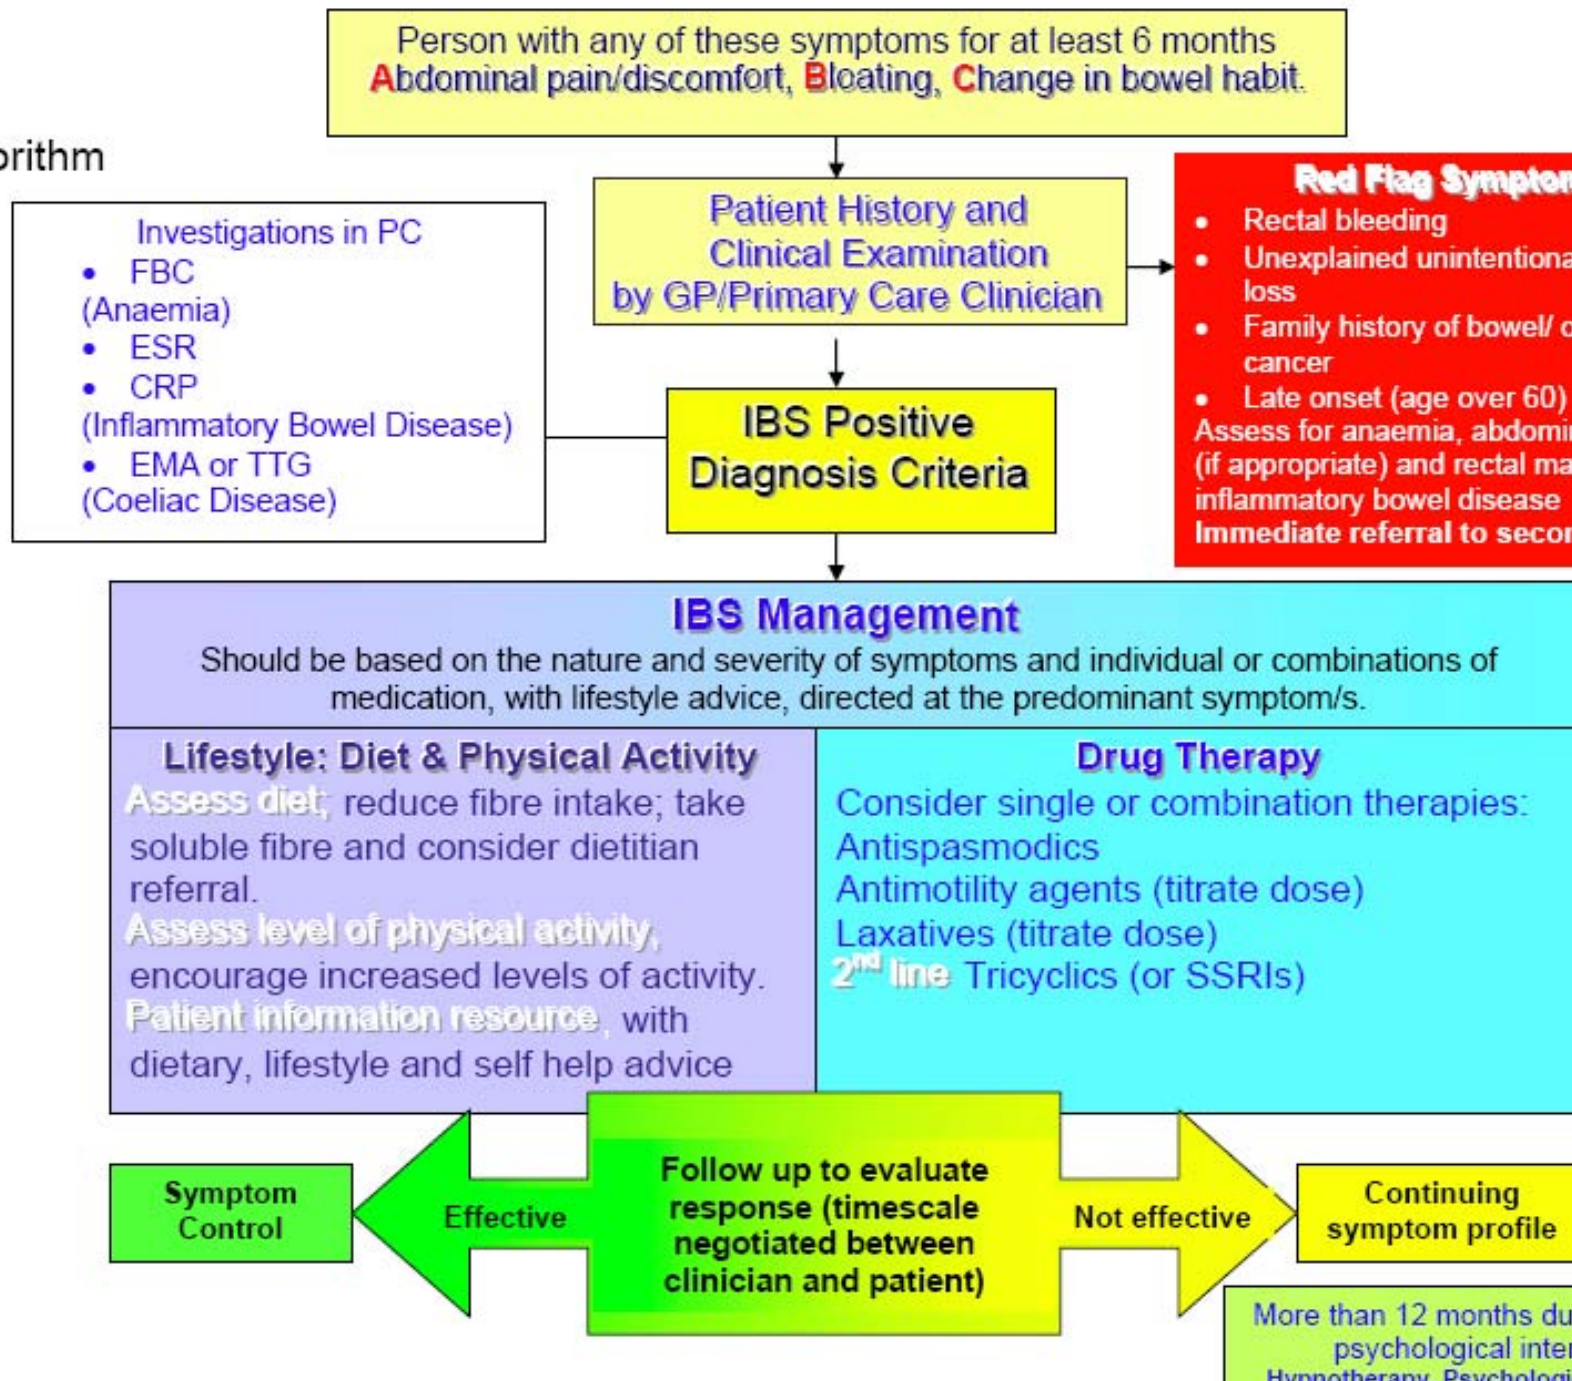 Person with any of these symptoms for at least 6 months
Abdominal pain/discomfort, Bloating, Change in bowel habit.
Patient History and
Clinical Examination
by GP/Primary Care Clinician
Investigations in PC
• FBC
(Anaemia)
• ESR
• CRP
(Inflammatory Bowel Disease)
• EMA or TTG
(Coeliac Disease)
Red Flag
• Rectal bleeding
• Unexplained
loss
• Family history of bowel/
cancer
• Late onset (age over 60)
Assess for anaemia,
(if appropriate) and rectal
inflammatory bowel disease
Immediate referral to
IBS Positive
Diagnosis Criteria
IBS Management
Should be based on the nature and severity of symptoms and individual or combinations of
medication, with lifestyle advice, directed at the predominant symptom/s.
Lifestyle: Diet & Physical Activity
Assess diet; reduce fibre intake; take
soluble fibre and consider dietitian
referral.
Assess level of physical activity,
encourage increased levels of activity.
Patient information resource, with
dietary, lifestyle and self help advice
Drug Therapy
Consider single or combination therapies:
Antispasmodics
Antimotility agents (titrate dose)
Laxatives (titrate dose)
2nd line Tricyclics (or SSRIs)
Symptom
Control
Effective
Follow up to evaluate
response (timescale
negotiated between
clinician and patient)
Not effective
Continuing
symptom profile
More than 12 months
psychological
Hypnotherapy,